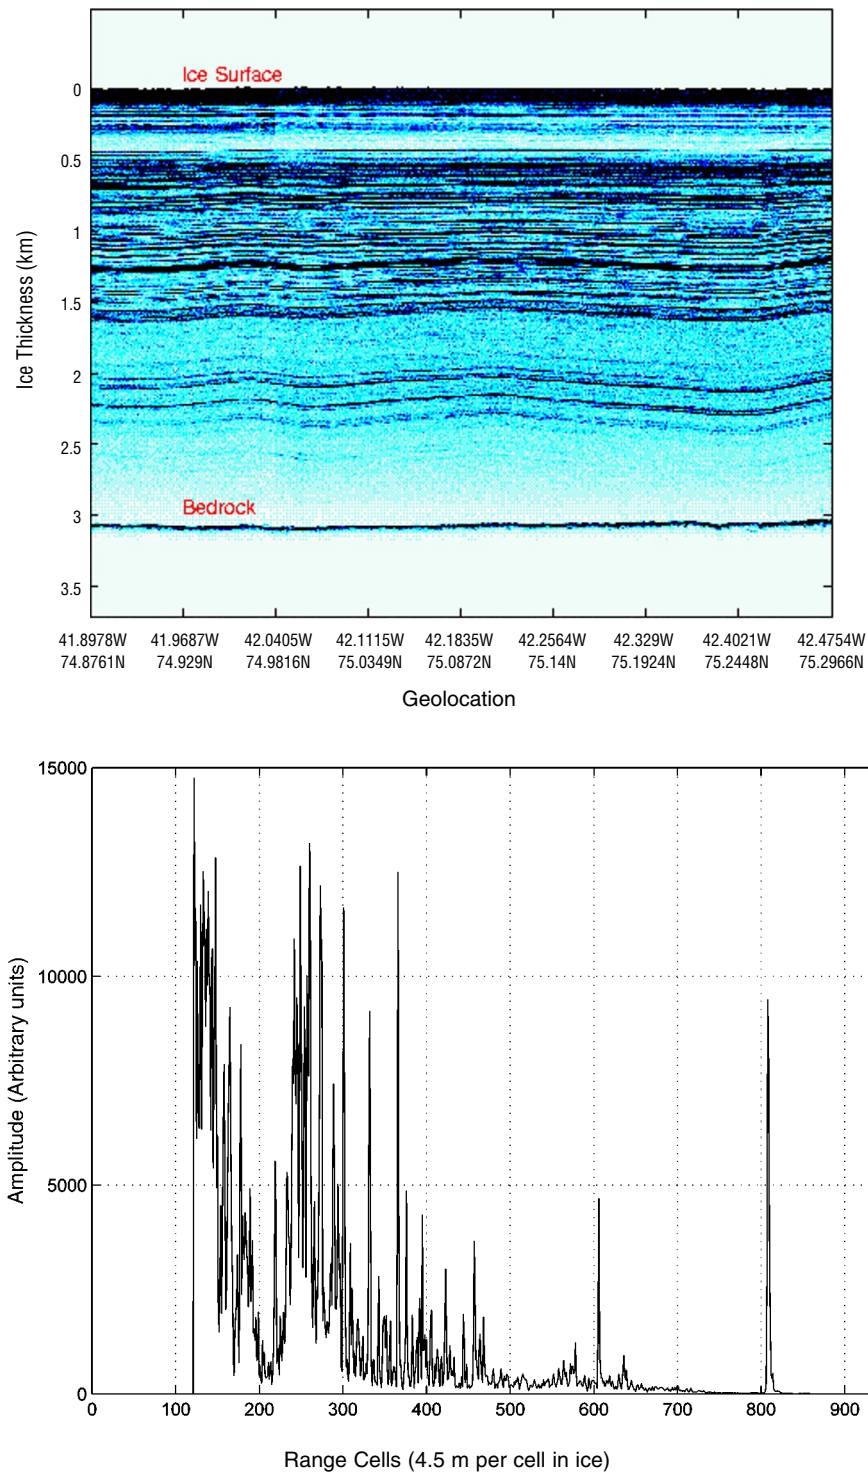 Ice Surface
0
0.5
1
1.5
2
2.5
3
3.5
Ice Thickness (km)
Bedrock
41.8978W 41.9687W 42.0405W 42.1115W 42.1835W 42.2564W 42.329W 42.4021W 42.4754W
74.8761N 74.929N 74.9816N 75.0349N 75.0872N 75.14N 75.1924N 75.2448N 75.2966N
Geolocation
15000
10000
5000
0
Amplitude (Arbitrary units)
0 100 200 300 400 500 600 700 800 900
Range Cells (4.5 m per cell in ice)